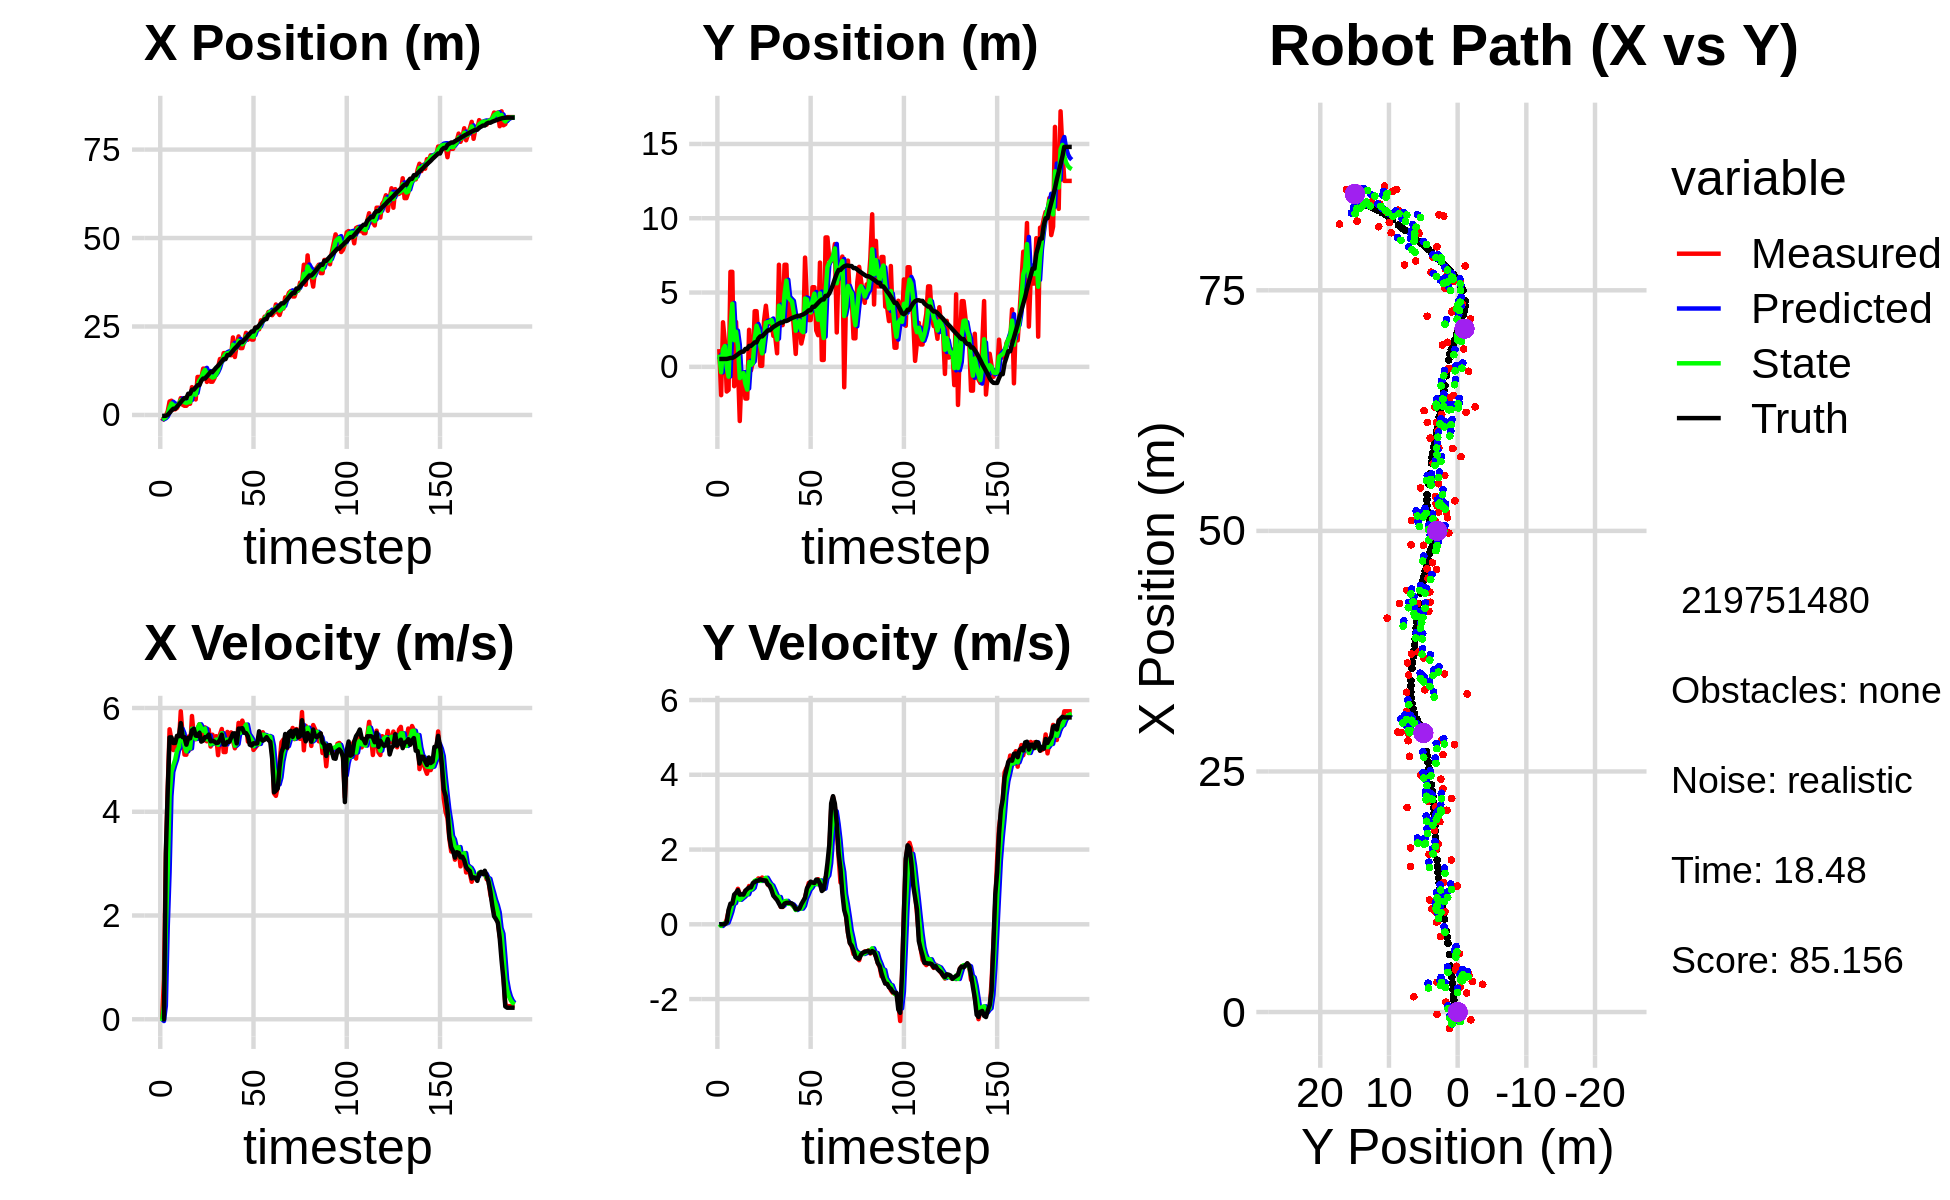 X Position (m)
75
50
25
0
0
50
100
150
timestep
Y Position (m)
15
10
5
0
0
50
100
150
timestep
X Velocity (m/s)
6
4
2
0
0
50
100
150
timestep
Y Velocity (m/s)
6
4
2
0
-2
0
50
100
150
timestep
Robot Path (X vs Y)
X Position (m)
75
50
25
0
20 10 0 -10 -20
Y Position (m)
variable
Measured
Predicted
State
Truth
219751480
Obstacles: none
Noise: realistic
Time: 18.48
Score: 85.156